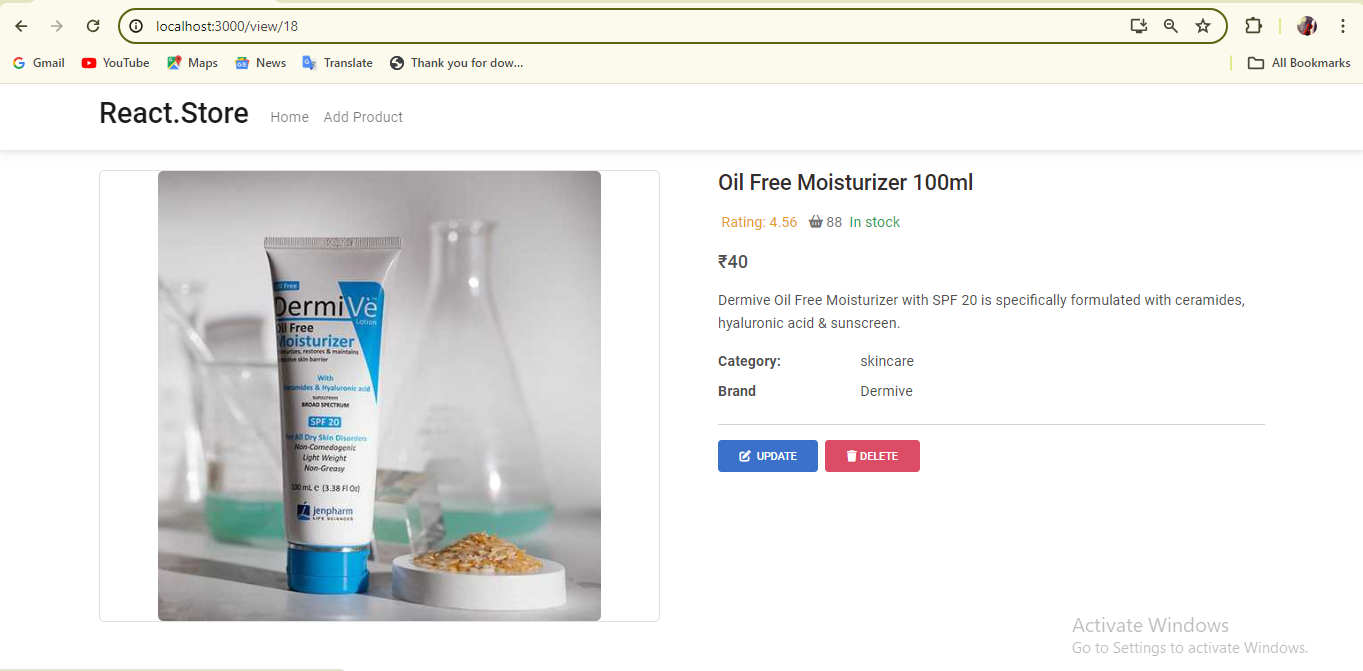 localhost:3000/view/18
Gmail YouTube Maps News Translate Thank you for dow... All Bookmarks
React.Store Home Add Product
Oil Free Moisturizer 100ml
Rating: 4.56 88 In stock
₹40
Dermive Oil Free Moisturizer with SPF 20 is specifically formulated with ceramides,
hyaluronic acid & sunscreen.
Category: skincare
Brand Dermive
UPDATE DELETE
Oil Free
DermiVe
Lotion
Oil Free
Moisturizer
restores & maintains
skin barrier
With
Ceramides & Hyaluronic acid
sunscreen
BROAD SPECTRUM
SPF 20
For All Dry Skin Disorders
Non-Comedogenic
Light Weight
Non-Greasy
100 mL e (3.38 Fl Oz)
jenpharm
LIFE SCIENCES
Activate Windows
Go to Settings to activate Windows.